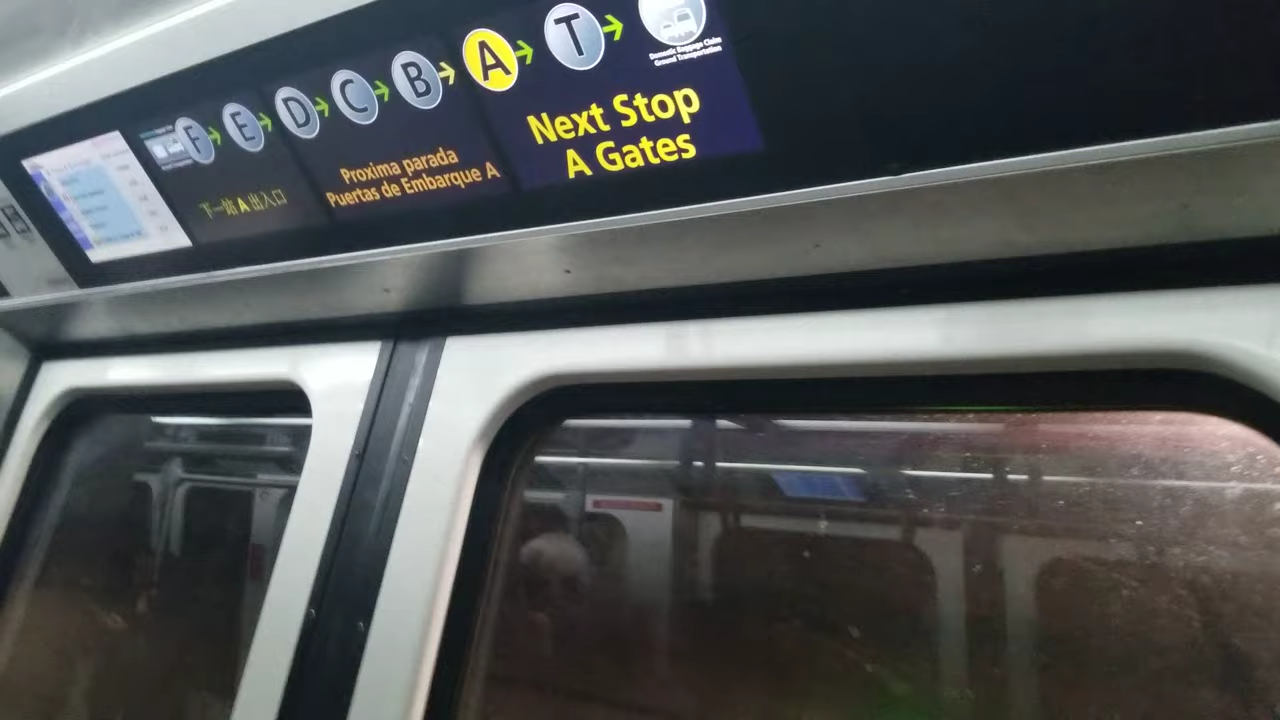 F E D C B A T
Domestic Baggage Claim
Ground Transportation
下一站 A 出入口
Proxima parada
Puertas de Embarque A
Next Stop
A Gates